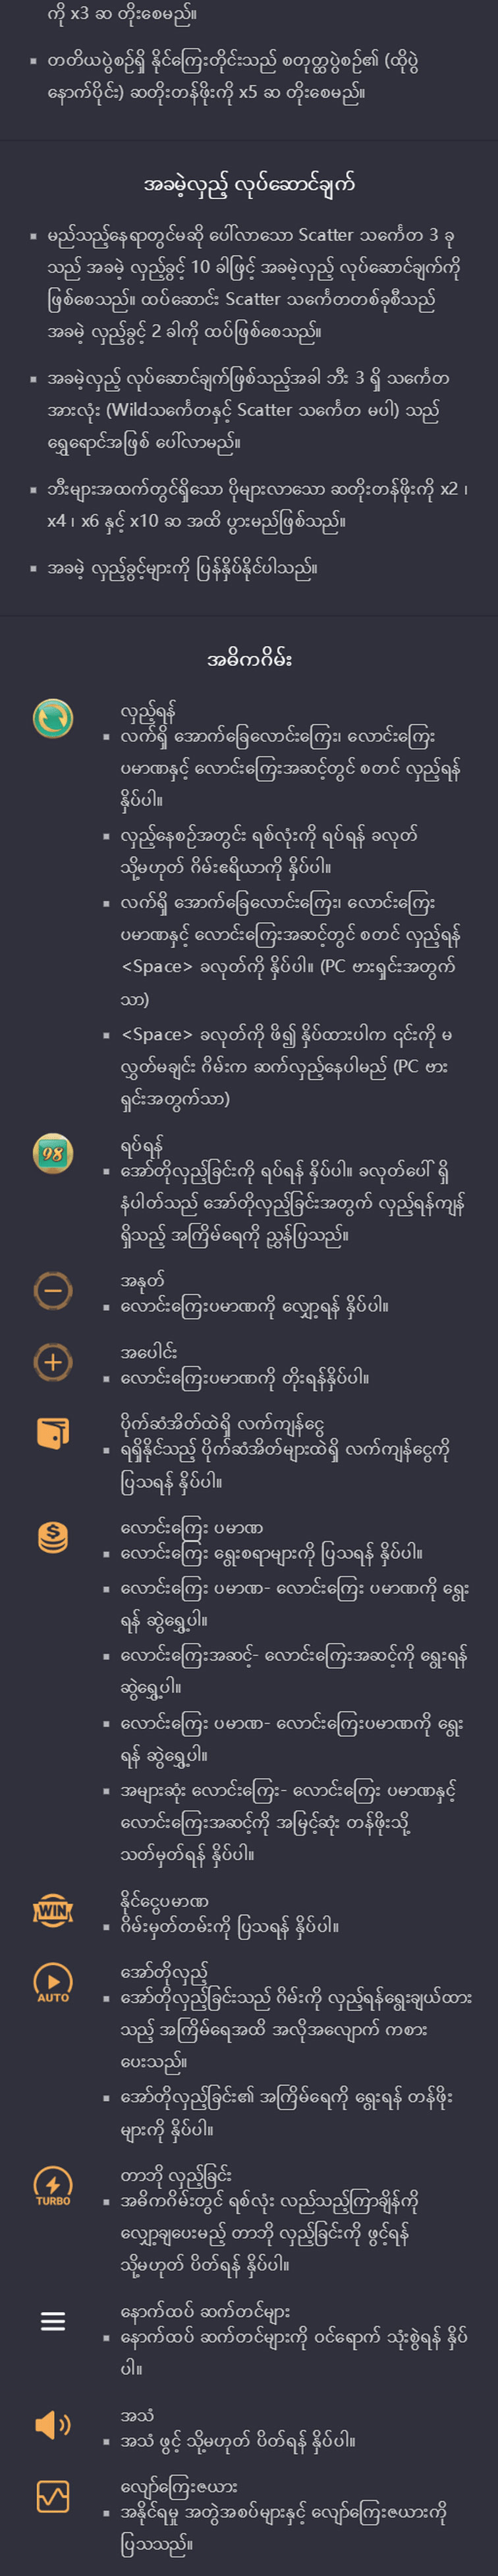 ကို x3 ဆ တိုးစေမည်။
▪ တတိယပွဲစဉ်ရှိ နိုင်ကြေးတိုင်းသည် စတုတ္ထပွဲစဉ်၏ (ထိုပွဲ
နောက်ပိုင်း) ဆတိုးတန်ဖိုးကို x5 ဆ တိုးစေမည်။
အခမဲ့လှည့် လုပ်ဆောင်ချက်
▪ မည်သည့်နေရာတွင်မဆို ပေါ်လာသော Scatter သင်္ကေတ 3 ခု
သည် အခမဲ့ လှည့်ခွင့် 10 ခါဖြင့် အခမဲ့လှည့် လုပ်ဆောင်ချက်ကို
ဖြစ်စေသည်။ ထပ်ဆောင်း Scatter သင်္ကေတတစ်ခုစီသည်
အခမဲ့ လှည့်ခွင့် 2 ခါကို ထပ်ဖြစ်စေသည်။
▪ အခမဲ့လှည့် လုပ်ဆောင်ချက်ဖြစ်သည့်အခါ ဘီး 3 ရှိ သင်္ကေတ
အားလုံး (Wildသင်္ကေတနှင့် Scatter သင်္ကေတ မပါ) သည်
ရွှေရောင်အဖြစ် ပေါ်လာမည်။
▪ ဘီးများအထက်တွင်ရှိသော ပိုများလာသော ဆတိုးတန်ဖိုးကို x2 ၊
x4 ၊ x6 နှင့် x10 ဆ အထိ ပွားမည်ဖြစ်သည်။
▪ အခမဲ့ လှည့်ခွင့်များကို ပြန်နှိပ်နိုင်ပါသည်။
အဓိကဂိမ်း
လှည့်ရန်
▪ လက်ရှိ အောက်ခြေလောင်းကြေး၊ လောင်းကြေး
ပမာဏနှင့် လောင်းကြေးအဆင့်တွင် စတင် လှည့်ရန်
နှိပ်ပါ။
▪ လှည့်နေစဉ်အတွင်း ရစ်လုံးကို ရပ်ရန် ခလုတ်
သို့မဟုတ် ဂိမ်းဧရိယာကို နှိပ်ပါ။
▪ လက်ရှိ အောက်ခြေလောင်းကြေး၊ လောင်းကြေး
ပမာဏနှင့် လောင်းကြေးအဆင့်တွင် စတင် လှည့်ရန်
<Space> ခလုတ်ကို နှိပ်ပါ။ (PC ဗားရှင်းအတွက်
သာ)
▪ <Space> ခလုတ်ကို ဖိ၍ နှိပ်ထားပါက ၎င်းကို မ
လွှတ်မချင်း ဂိမ်းက ဆက်လှည့်နေပါမည် (PC ဗား
ရှင်းအတွက်သာ)
98 ရပ်ရန်
▪ အော်တိုလှည့်ခြင်းကို ရပ်ရန် နှိပ်ပါ။ ခလုတ်ပေါ် ရှိ
နံပါတ်သည် အော်တိုလှည့်ခြင်းအတွက် လှည့်ရန်ကျန်
ရှိသည့် အကြိမ်ရေကို ညွှန်ပြသည်။
အနုတ်
▪ လောင်းကြေးပမာဏကို လျှော့ရန် နှိပ်ပါ။
အပေါင်း
▪ လောင်းကြေးပမာဏကို တိုးရန်နှိပ်ပါ။
ပိုက်ဆံအိတ်ထဲရှိ လက်ကျန်ငွေ
▪ ရရှိနိုင်သည့် ပိုက်ဆံအိတ်များထဲရှိ လက်ကျန်ငွေကို
ပြသရန် နှိပ်ပါ။
လောင်းကြေး ပမာဏ
▪ လောင်းကြေး ရွေးစရာများကို ပြသရန် နှိပ်ပါ။
▪ လောင်းကြေး ပမာဏ- လောင်းကြေး ပမာဏကို ရွေး
ရန် ဆွဲရွှေ့ပါ။
▪ လောင်းကြေးအဆင့်- လောင်းကြေးအဆင့်ကို ရွေးရန်
ဆွဲရွှေ့ပါ။
▪ လောင်းကြေး ပမာဏ- လောင်းကြေးပမာဏကို ရွေး
ရန် ဆွဲရွှေ့ပါ။
▪ အများဆုံး လောင်းကြေး- လောင်းကြေး ပမာဏနှင့်
လောင်းကြေးအဆင့်ကို အမြင့်ဆုံး တန်ဖိုးသို့
သတ်မှတ်ရန် နှိပ်ပါ။
WIN နိုင်ငွေပမာဏ
▪ ဂိမ်းမှတ်တမ်းကို ပြသရန် နှိပ်ပါ။
AUTO အော်တိုလှည့်
▪ အော်တိုလှည့်ခြင်းသည် ဂိမ်းကို လှည့်ရန်ရွေးချယ်ထား
သည့် အကြိမ်ရေအထိ အလိုအလျောက် ကစား
ပေးသည်။
▪ အော်တိုလှည့်ခြင်း၏ အကြိမ်ရေကို ရွေးရန် တန်ဖိုး
များကို နှိပ်ပါ။
TURBO တာဘို လှည့်ခြင်း
▪ အဓိကဂိမ်းတွင် ရစ်လုံး လည်သည့်ကြာချိန်ကို
လျှော့ချပေးမည့် တာဘို လှည့်ခြင်းကို ဖွင့်ရန်
သို့မဟုတ် ပိတ်ရန် နှိပ်ပါ။
နောက်ထပ် ဆက်တင်များ
▪ နောက်ထပ် ဆက်တင်များကို ဝင်ရောက် သုံးစွဲရန် နှိပ်
ပါ။
အသံ
▪ အသံ ဖွင့် သို့မဟုတ် ပိတ်ရန် နှိပ်ပါ။
လျော်ကြေးဇယား
▪ အနိုင်ရမှု အတွဲအစပ်များနှင့် လျော်ကြေးဇယားကို
ပြသသည်။